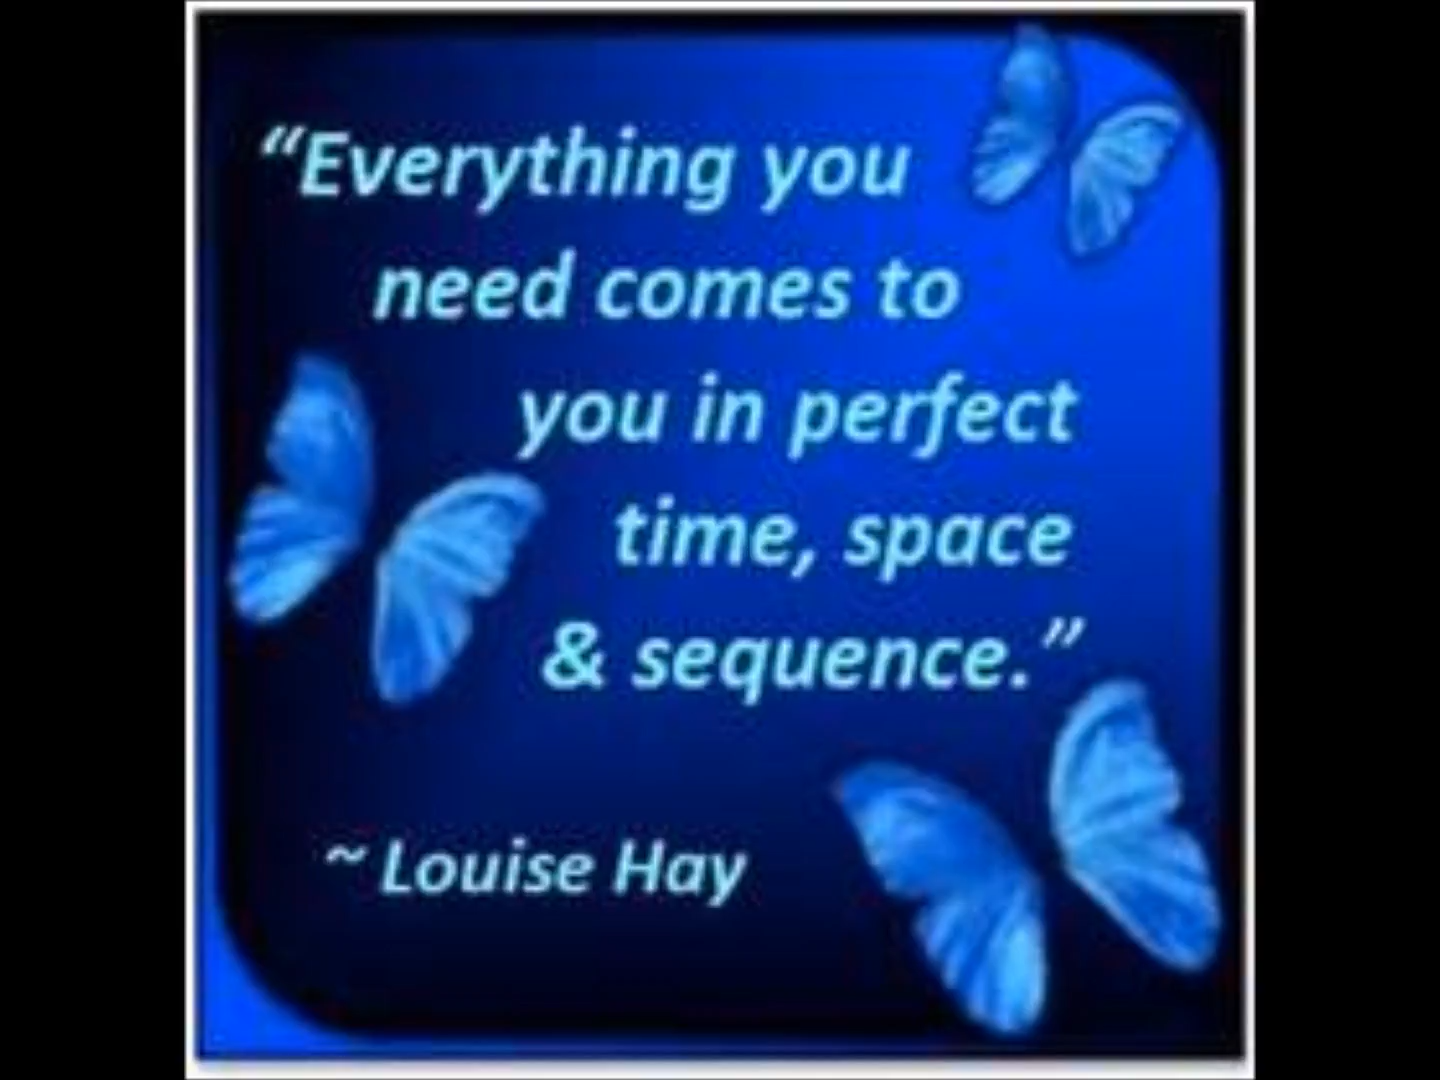 “Everything you
need comes to
you in perfect
time, space
& sequence.”
~ Louise Hay